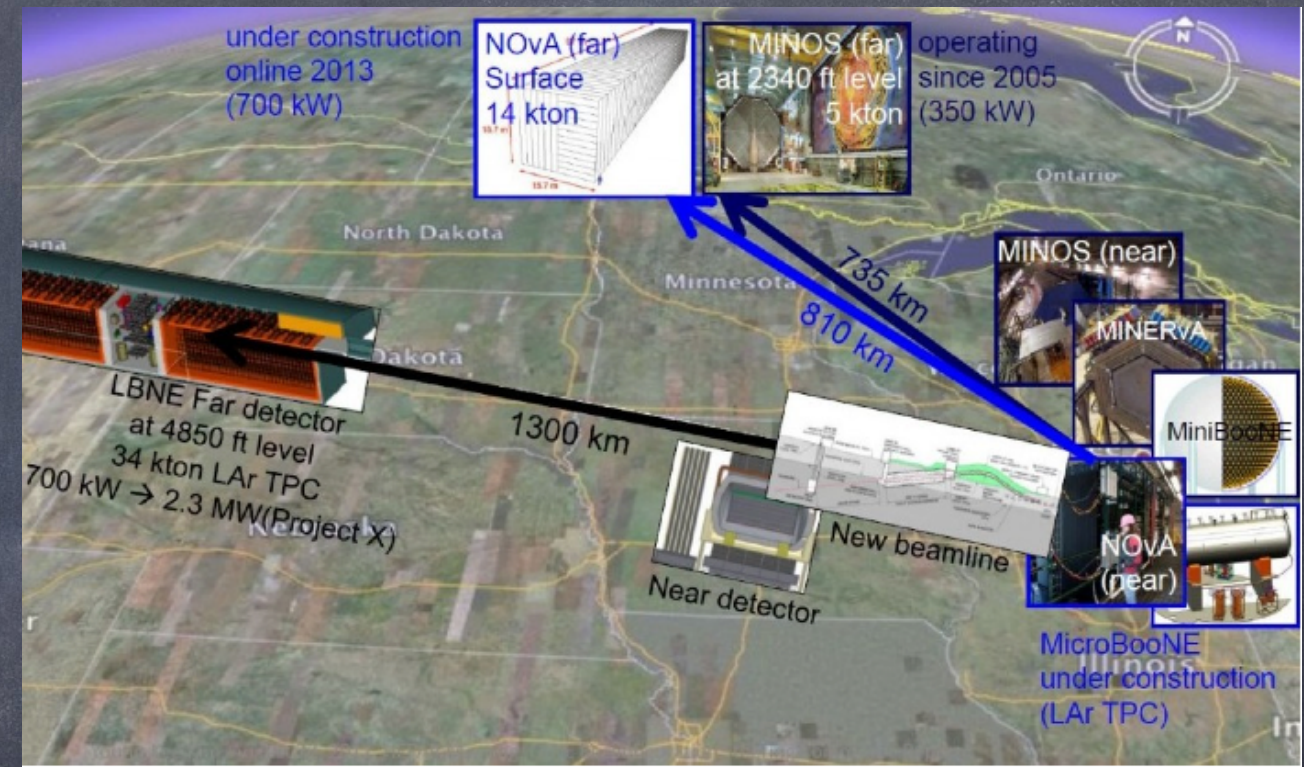 under construction
online 2013
(700 kW)
NOvA (far)
Surface
14 kton
15.7 m
MINOS (far)
at 2340 ft level
5 kton
operating
since 2005
(350 kW)
N
Ontario
North Dakota
Minnesota
735 km
810 km
MINOS (near)
MINERvA
MiniBooNE
Dakota
LBNE Far detector
at 4850 ft level
34 kton LAr TPC
700 kW → 2.3 MW(Project X)
1300 km
New beamline
Near detector
NOvA
(near)
MicroBooNE
under construction
(LAr TPC)
Illinois
In